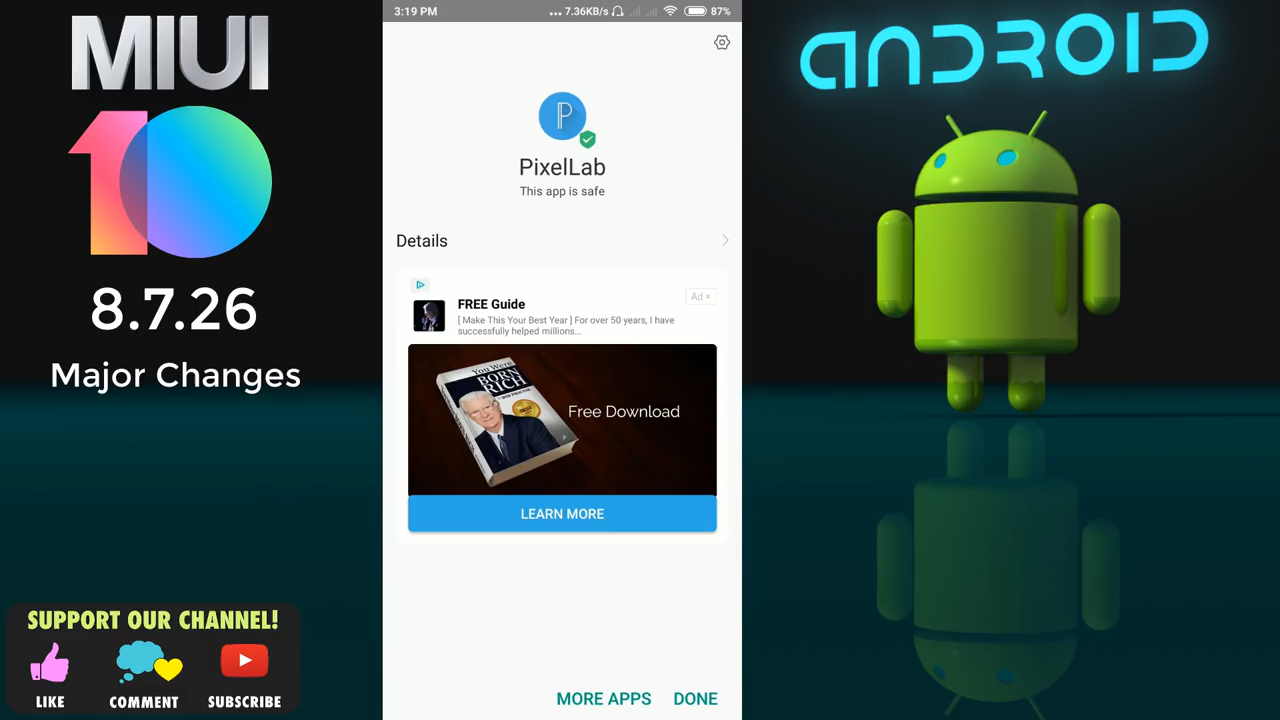 MIUI
10
8.7.26
Major Changes
SUPPORT OUR CHANNEL!
LIKE
COMMENT
SUBSCRIBE
3:19 PM
... 7.36KB/s
87%
P
PixelLab
This app is safe
Details
Ad ×
FREE Guide
[ Make This Your Best Year ] For over 50 years, I have
successfully helped millions...
You Were
BORN
RICH
BOB PROCTOR
Free Download
LEARN MORE
MORE APPS
DONE
ANDROID